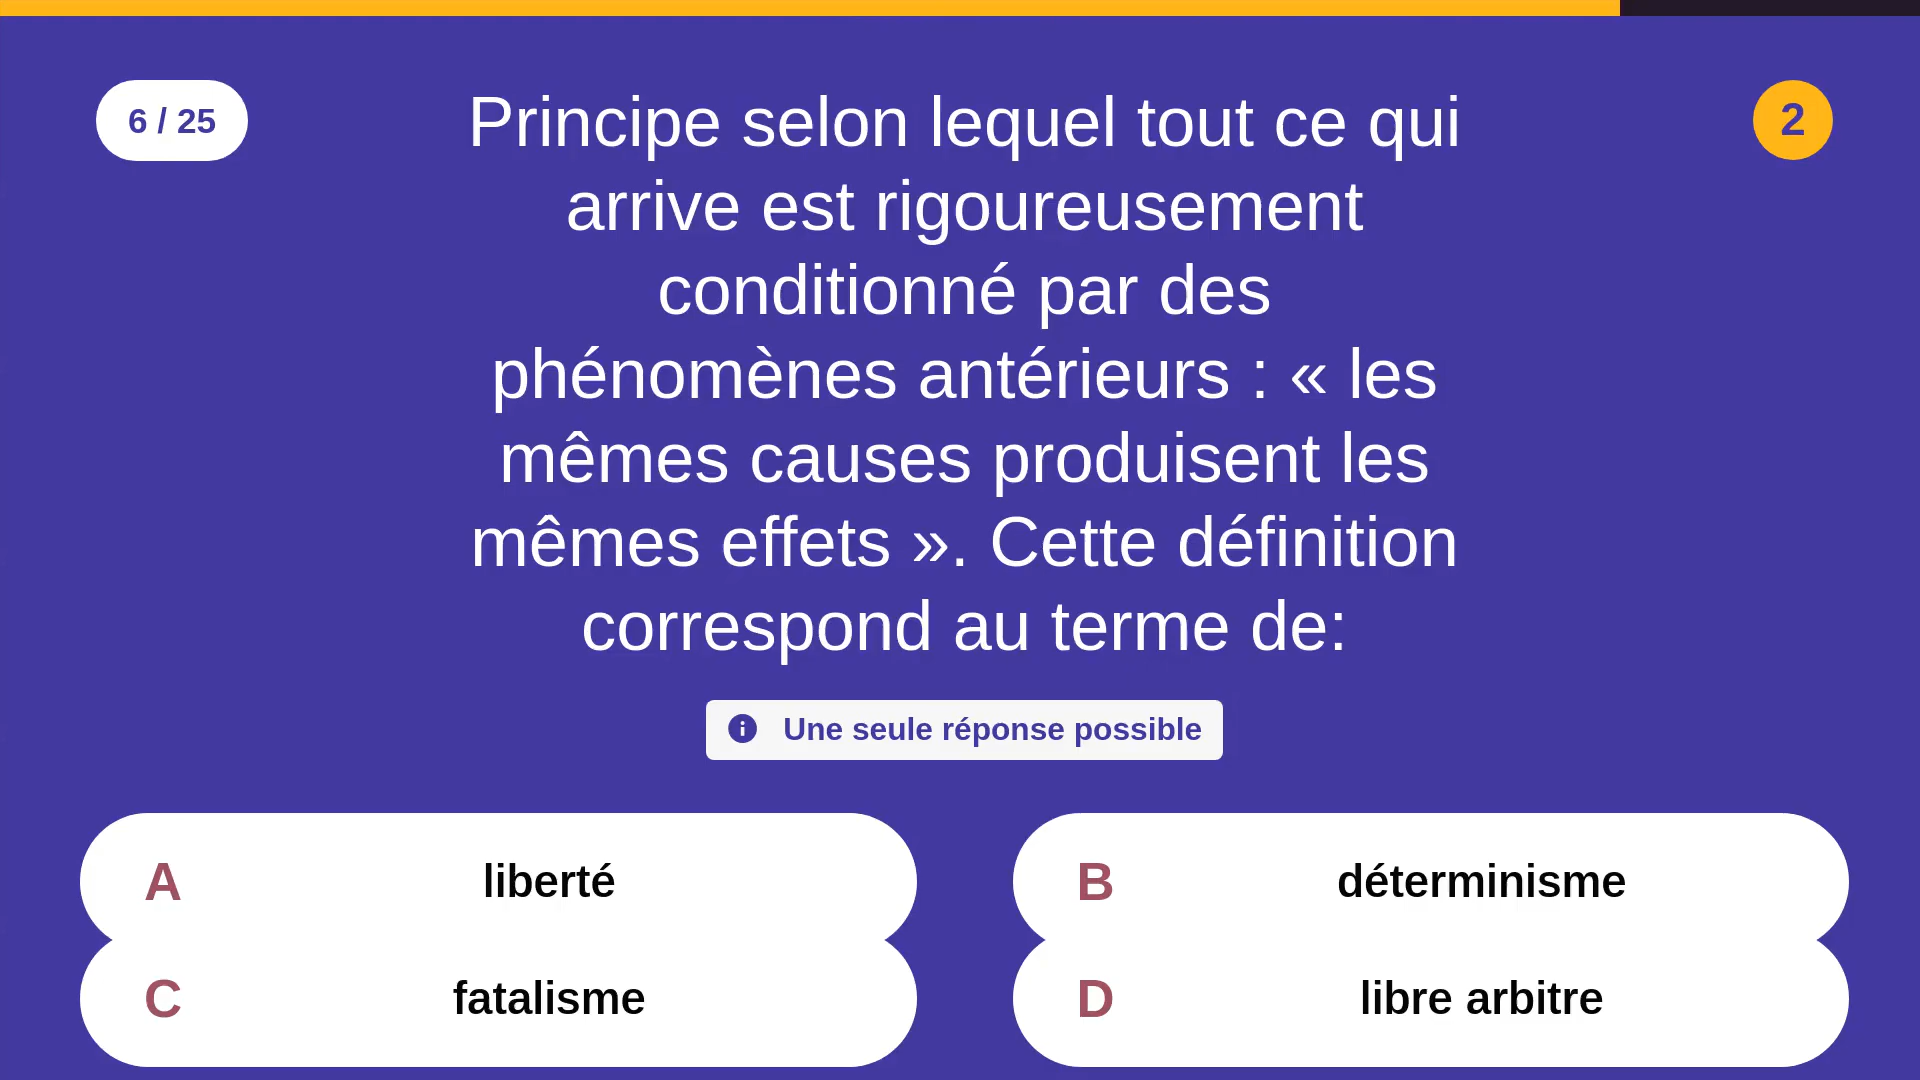 6 / 25
Principe selon lequel tout ce qui
arrive est rigoureusement
conditionné par des
phénomènes antérieurs : « les
mêmes causes produisent les
mêmes effets ». Cette définition
correspond au terme de:
2
Une seule réponse possible
A liberté
B déterminisme
C fatalisme
D libre arbitre